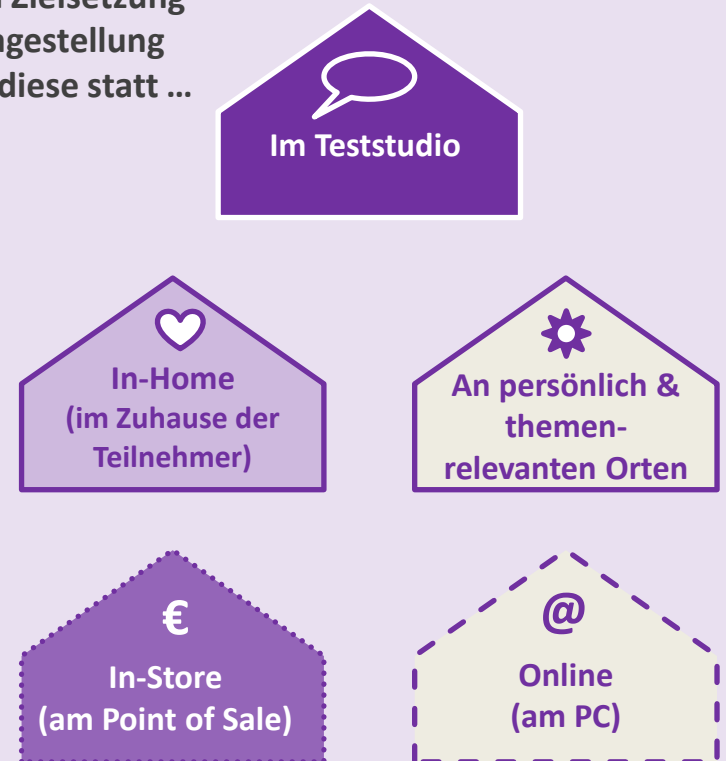 Zielsetzung
ngestellung
diese statt …
Im Teststudio
In-Home
(im Zuhause der
Teilnehmer)
An persönlich &
themen-
relevanten Orten
€
In-Store
(am Point of Sale)
@
Online
(am PC)